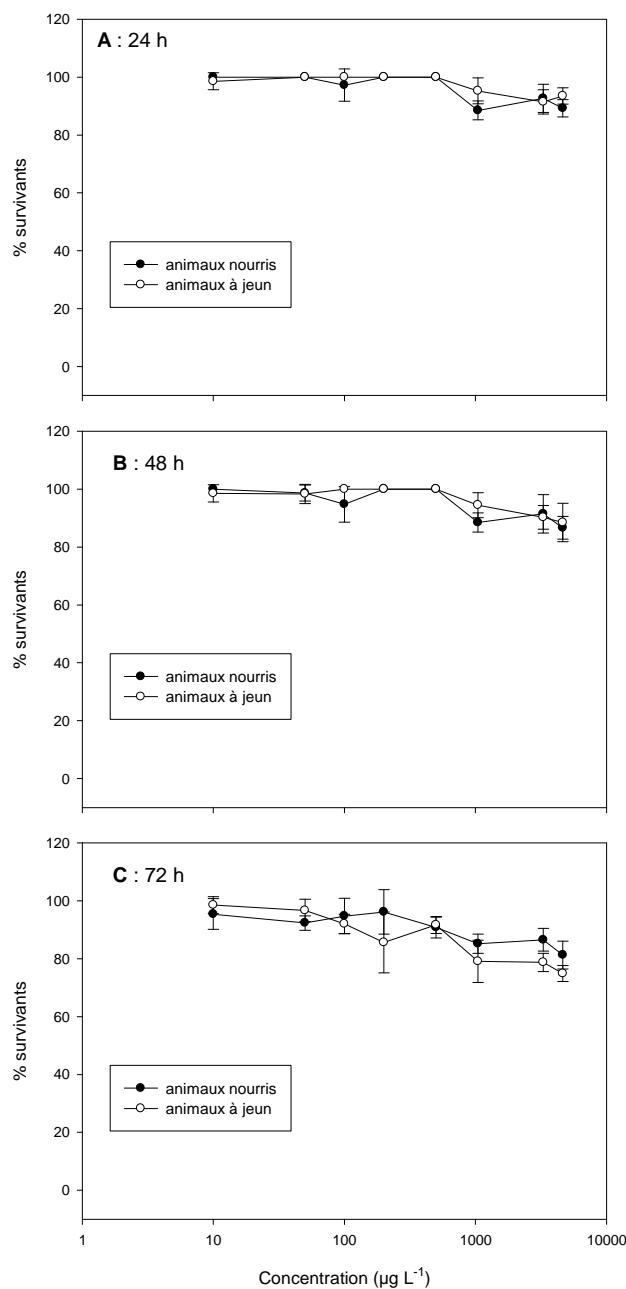 A : 24 h
120
100
80
60
40
20
0
% survivants
animaux nourris
animaux à jeun
B : 48 h
120
100
80
60
40
20
0
% survivants
animaux nourris
animaux à jeun
C : 72 h
120
100
80
60
40
20
0
% survivants
animaux nourris
animaux à jeun
1 10 100 1000 10000
Concentration (µg L⁻¹)